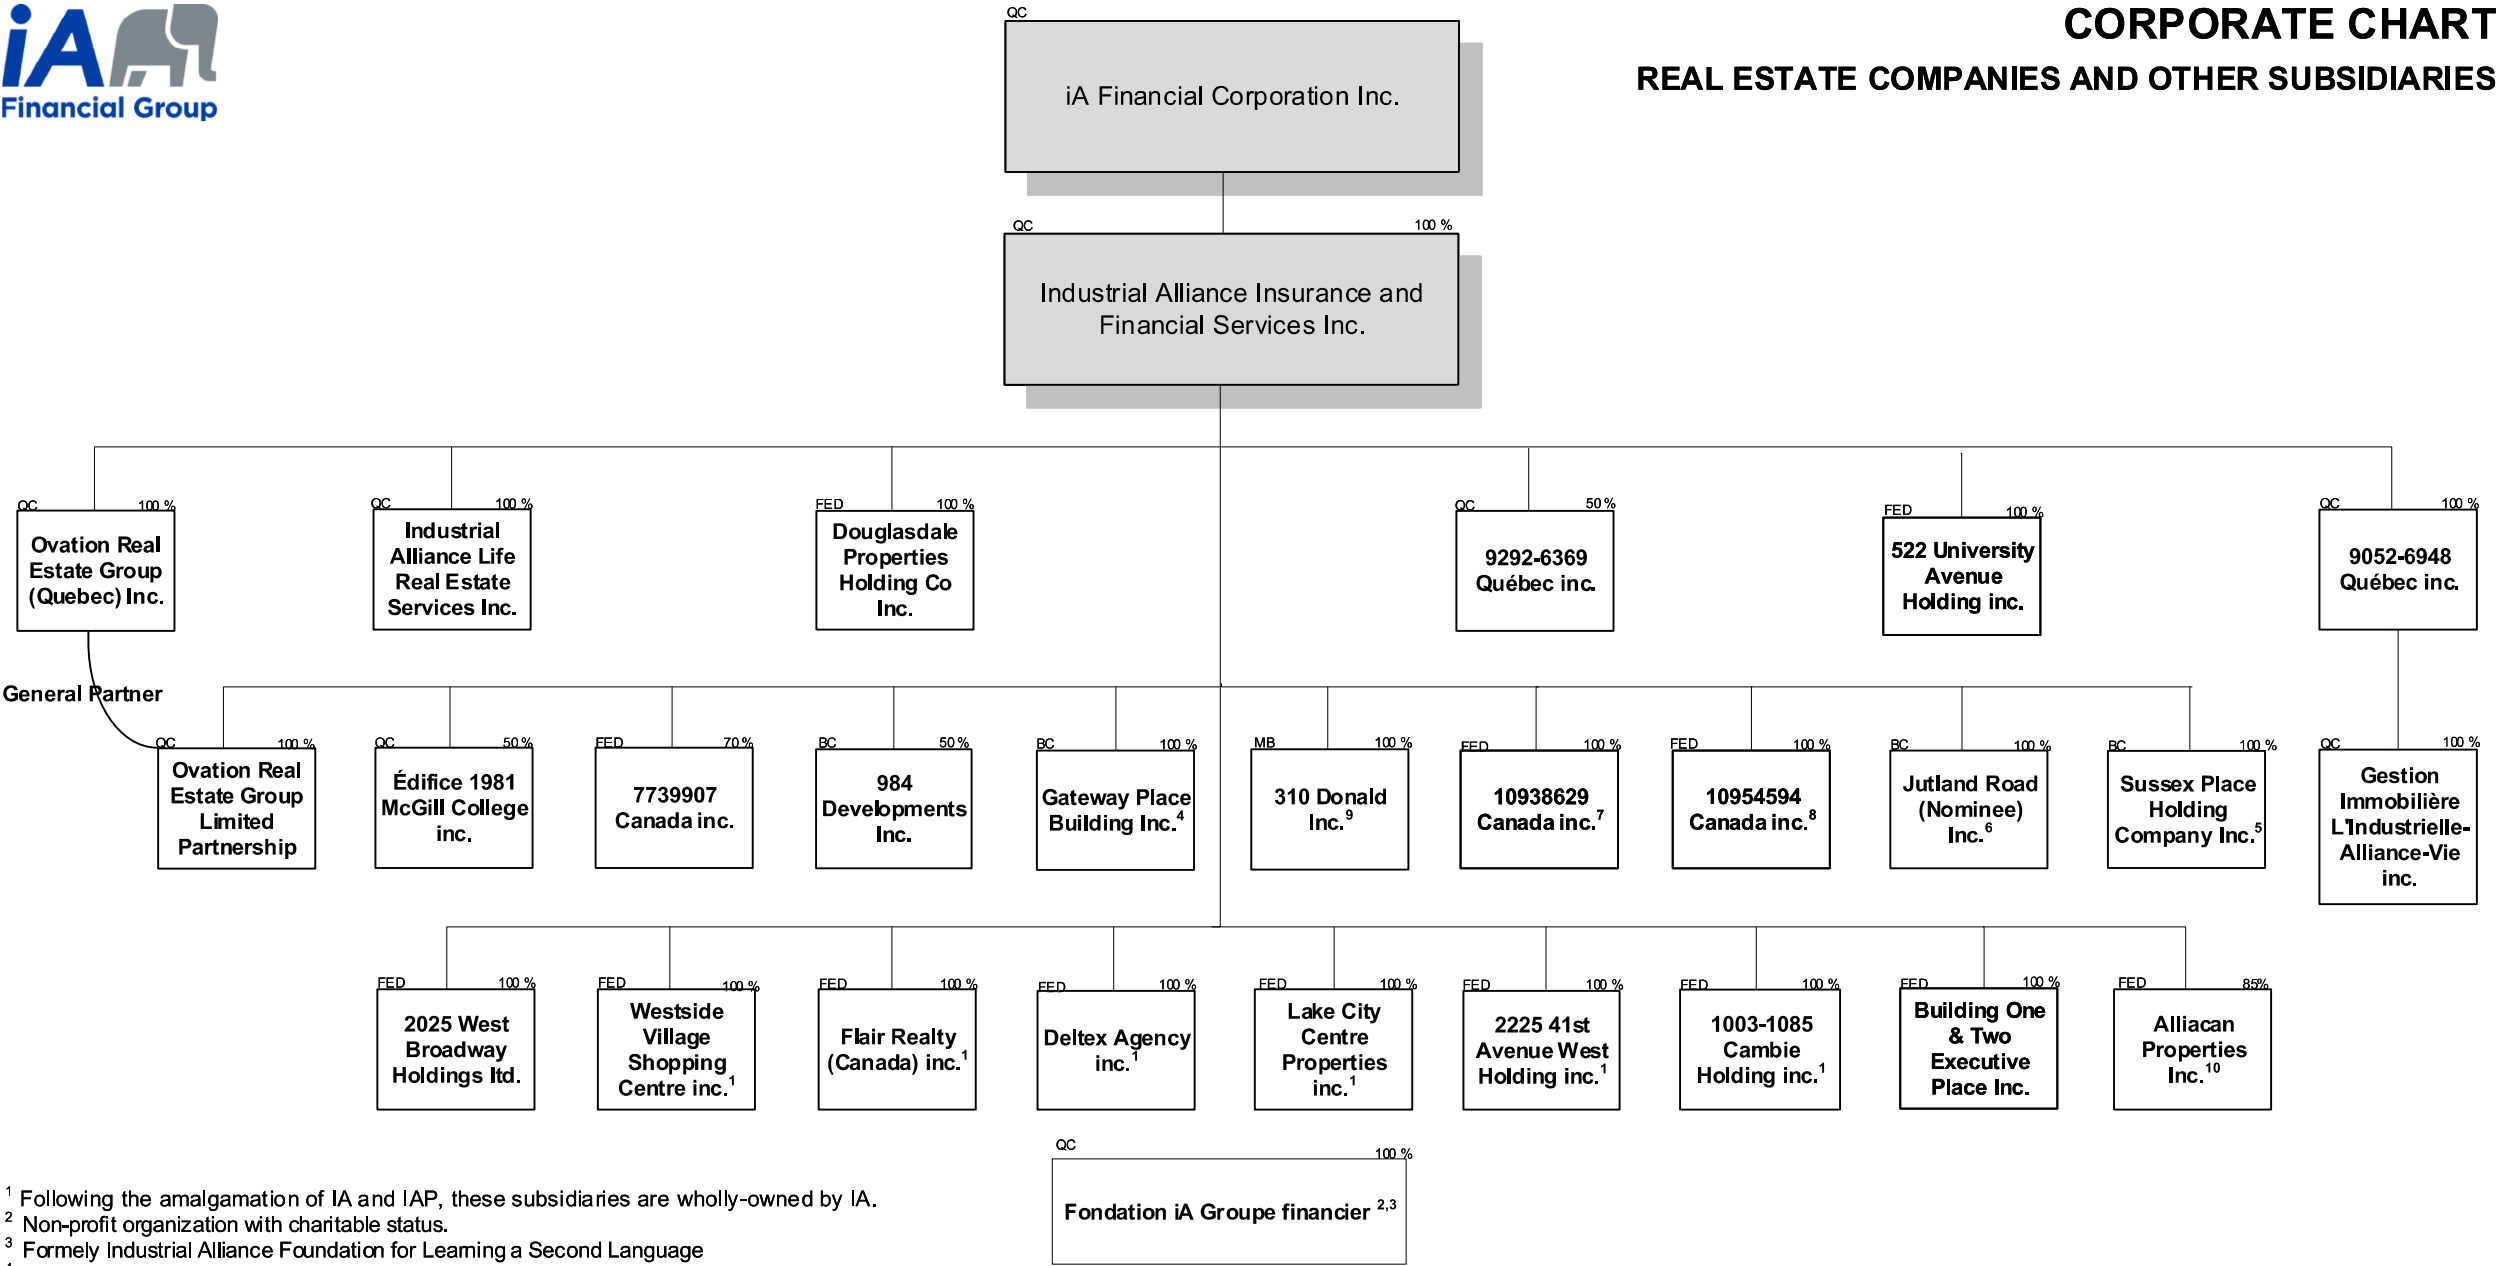 iA
Financial Group
CORPORATE CHART
REAL ESTATE COMPANIES AND OTHER SUBSIDIARIES
QC
iA Financial Corporation Inc.
QC 100 %
Industrial Alliance Insurance and
Financial Services Inc.
QC 100 %
Ovation Real
Estate Group
(Quebec) Inc.
QC 100 %
Industrial
Alliance Life
Real Estate
Services Inc.
FED 100 %
Douglasdale
Properties
Holding Co
Inc.
QC 50 %
9292-6369
Québec inc.
FED 100 %
522 University
Avenue
Holding inc.
QC 100 %
9052-6948
Québec inc.
General Partner
QC 100 %
Ovation Real
Estate Group
Limited
Partnership
QC 50 %
Édifice 1981
McGill College
inc.
FED 70 %
7739907
Canada inc.
BC 50 %
984
Developments
Inc.
BC 100 %
Gateway Place
Building Inc.4
MB 100 %
310 Donald
Inc.9
FED 100 %
10938629
Canada inc.7
FED 100 %
10954594
Canada inc.8
BC 100 %
Jutland Road
(Nominee)
Inc.6
BC 100 %
Sussex Place
Holding
Company Inc.5
QC 100 %
Gestion
Immobilière
L'Industrielle-
Alliance-Vie
inc.
FED 100 %
2025 West
Broadway
Holdings ltd.
FED 100 %
Westside
Village
Shopping
Centre inc.1
FED 100 %
Flair Realty
(Canada) inc.1
FED 100 %
Deltex Agency
inc.1
FED 100 %
Lake City
Centre
Properties
inc.1
FED 100 %
2225 41st
Avenue West
Holding inc.1
FED 100 %
1003-1085
Cambie
Holding inc.1
FED 100 %
Building One
& Two
Executive
Place Inc.
FED 85%
Alliacan
Properties
Inc.10
QC 100 %
Fondation iA Groupe financier 2,3
1 Following the amalgamation of IA and IAP, these subsidiaries are wholly-owned by IA.
2 Non-profit organization with charitable status.
3 Formely Industrial Alliance Foundation for Learning a Second Language